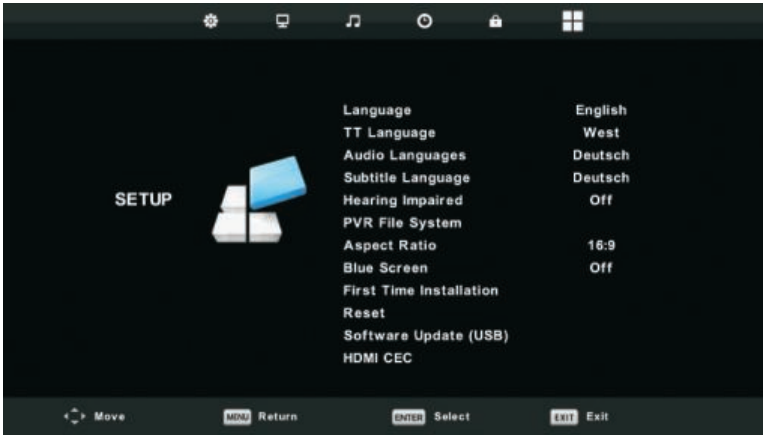 SETUP
Language English
TT Language West
Audio Languages Deutsch
Subtitle Language Deutsch
Hearing Impaired Off
PVR File System
Aspect Ratio 16:9
Blue Screen Off
First Time Installation
Reset
Software Update (USB)
HDMI CEC
Move MENU Return ENTER Select EXIT Exit